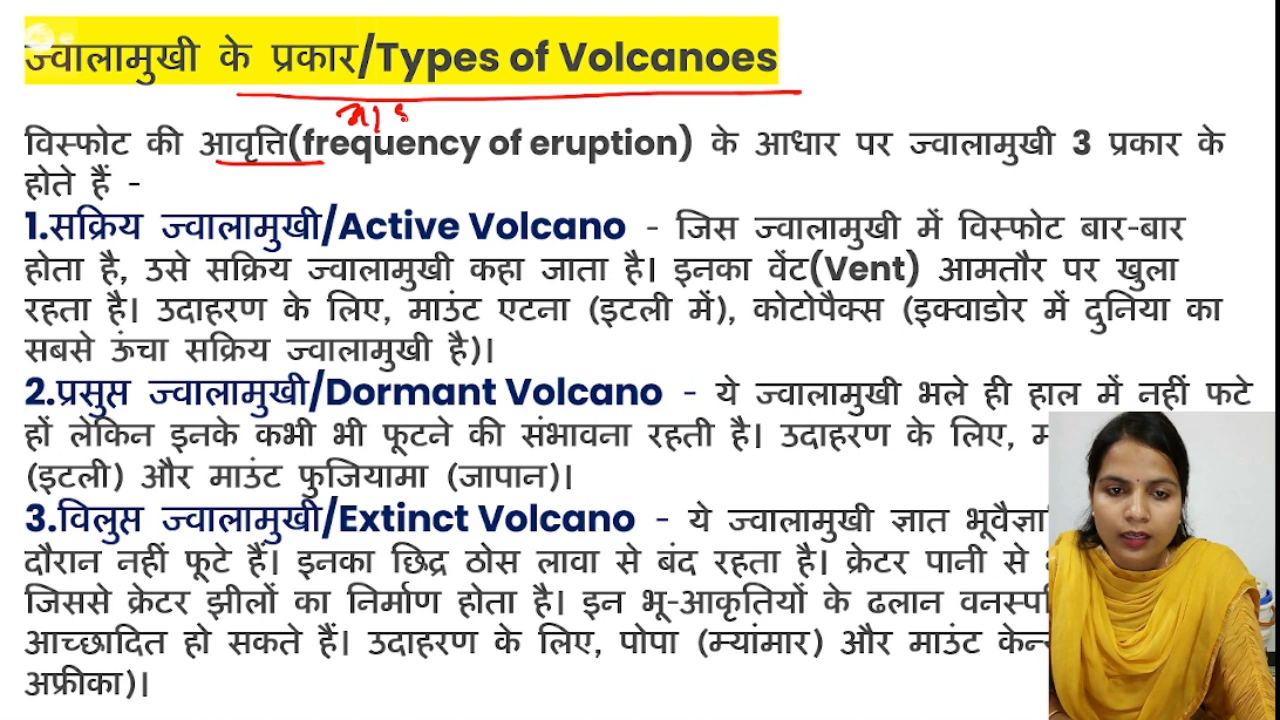 ज्वालामुखी के प्रकार/Types of Volcanoes
विस्फोट की आवृत्ति(frequency of eruption) के आधार पर ज्वालामुखी 3 प्रकार के
होते हैं -
1.सक्रिय ज्वालामुखी/Active Volcano - जिस ज्वालामुखी में विस्फोट बार-बार
होता है, उसे सक्रिय ज्वालामुखी कहा जाता है। इनका वेंट(Vent) आमतौर पर खुला
रहता है। उदाहरण के लिए, माउंट एटना (इटली में), कोटोपैक्स (इक्वाडोर में दुनिया का
सबसे ऊंचा सक्रिय ज्वालामुखी है)।
2.प्रसुप्त ज्वालामुखी/Dormant Volcano - ये ज्वालामुखी भले ही हाल में नहीं फटे
हों लेकिन इनके कभी भी फूटने की संभावना रहती है। उदाहरण के लिए,
(इटली) और माउंट फुजियामा (जापान)।
3.विलुप्त ज्वालामुखी/Extinct Volcano - ये ज्वालामुखी ज्ञात
दौरान नहीं फूटे हैं। इनका छिद्र ठोस लावा से बंद रहता है। क्रेटर पानी से
जिससे क्रेटर झीलों का निर्माण होता है। इन भू-आकृतियों के ढलान
आच्छादित हो सकते हैं। उदाहरण के लिए, पोपा (म्यांमार) और माउंट
अफ्रीका)।